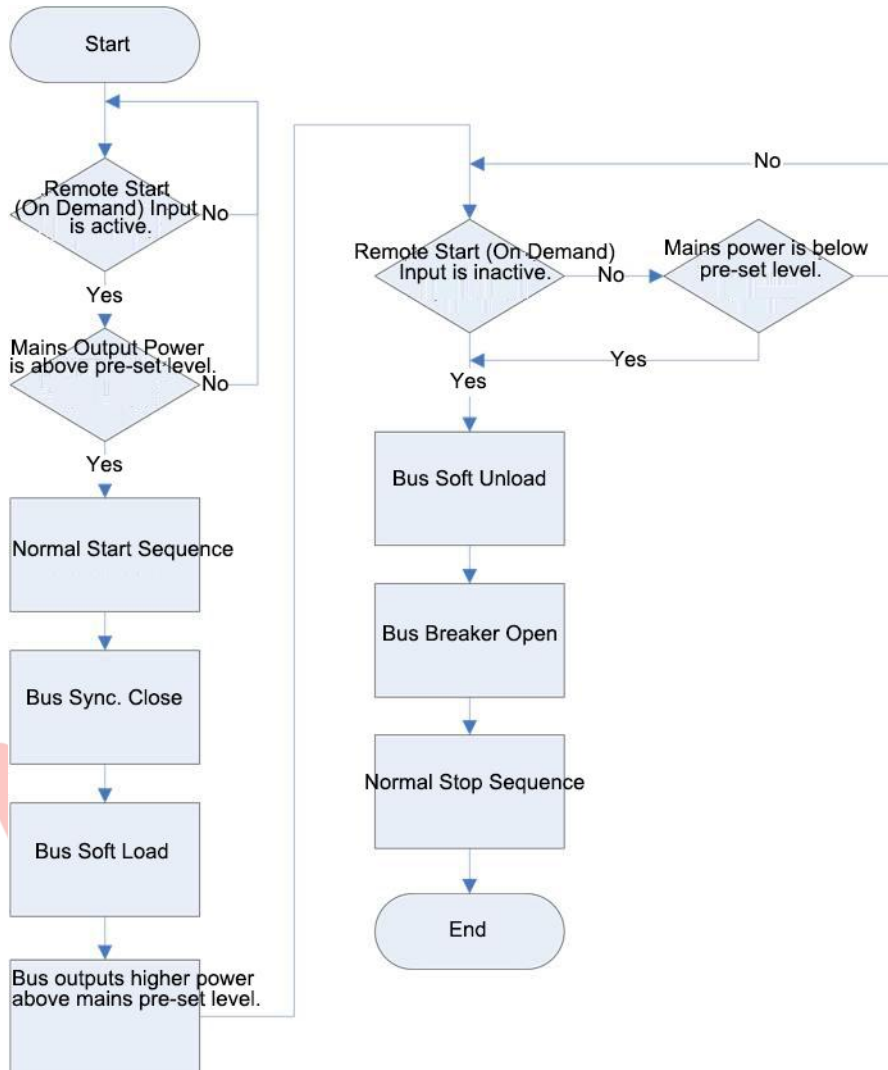 Start
Remote Start
(On Demand) Input
is active.
No
Yes
Mains Output Power
is above pre-set level.
No
Yes
Normal Start Sequence
Bus Sync. Close
Bus Soft Load
Bus outputs higher power
above mains pre-set level.
No
Remote Start (On Demand)
Input is inactive.
No
Mains power is below
pre-set level.
Yes
Yes
Bus Soft Unload
Bus Breaker Open
Normal Stop Sequence
End